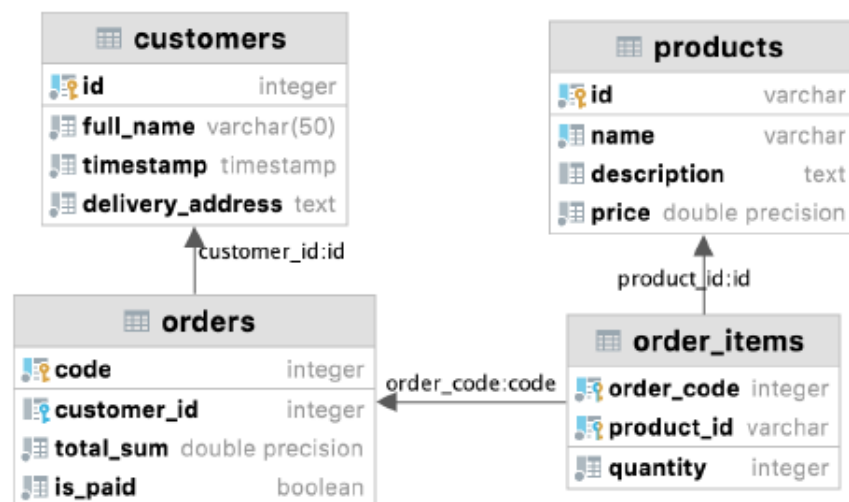 customers
id integer
full_name varchar(50)
timestamp timestamp
delivery_address text
products
id varchar
name varchar
description text
price double precision
customer_id:id
product_id:id
orders
code integer
customer_id integer
total_sum double precision
is_paid boolean
order_code:code
order_items
order_code integer
product_id varchar
quantity integer